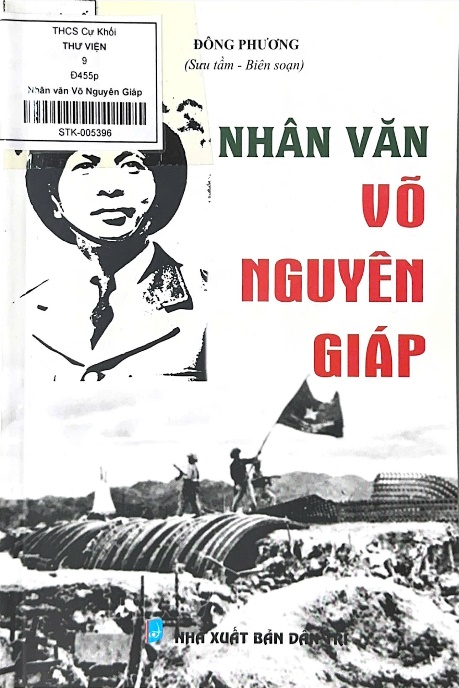 THCS Cự Khối
THƯ VIỆN
9
Đ455p
Nhân văn Võ Nguyên Giáp
STK-005396
ĐÔNG PHƯƠNG
(Sưu tầm - Biên soạn)
NHÂN VĂN
VÕ
NGUYÊN
GIÁP
NHÀ XUẤT BẢN DÂN TRÍ